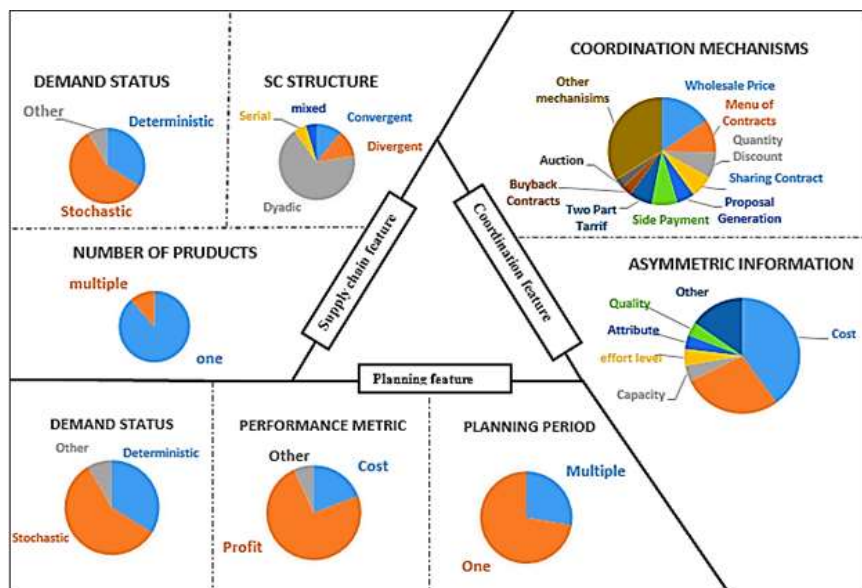 DEMAND STATUS
Other
Deterministic
Stochastic
SC STRUCTURE
Serial
mixed
Convergent
Divergent
Dyadic
COORDINATION MECHANISMS
Other
mechanisims
Wholesale Price
Menu of
Contracts
Quantity
Discount
Sharing Contract
Proposal
Generation
Side Payment
Two Part
Tarrif
Buyback
Contracts
Auction
NUMBER OF PRUDUCTS
multiple
one
Supply chain feature
Coordination feature
Planning feature
ASYMMETRIC INFORMATION
Other
Quality
Attribute
effort level
Capacity
Cost
DEMAND STATUS
Other
Deterministic
Stochastic
PERFORMANCE METRIC
Other
Cost
Profit
PLANNING PERIOD
Multiple
One